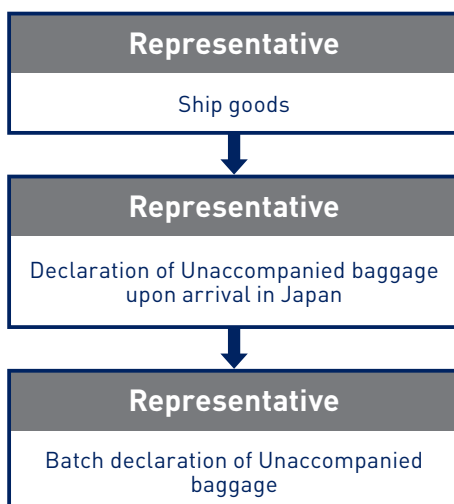 Representative
Ship goods
Representative
Declaration of Unaccompanied baggage
upon arrival in Japan
Representative
Batch declaration of Unaccompanied
baggage